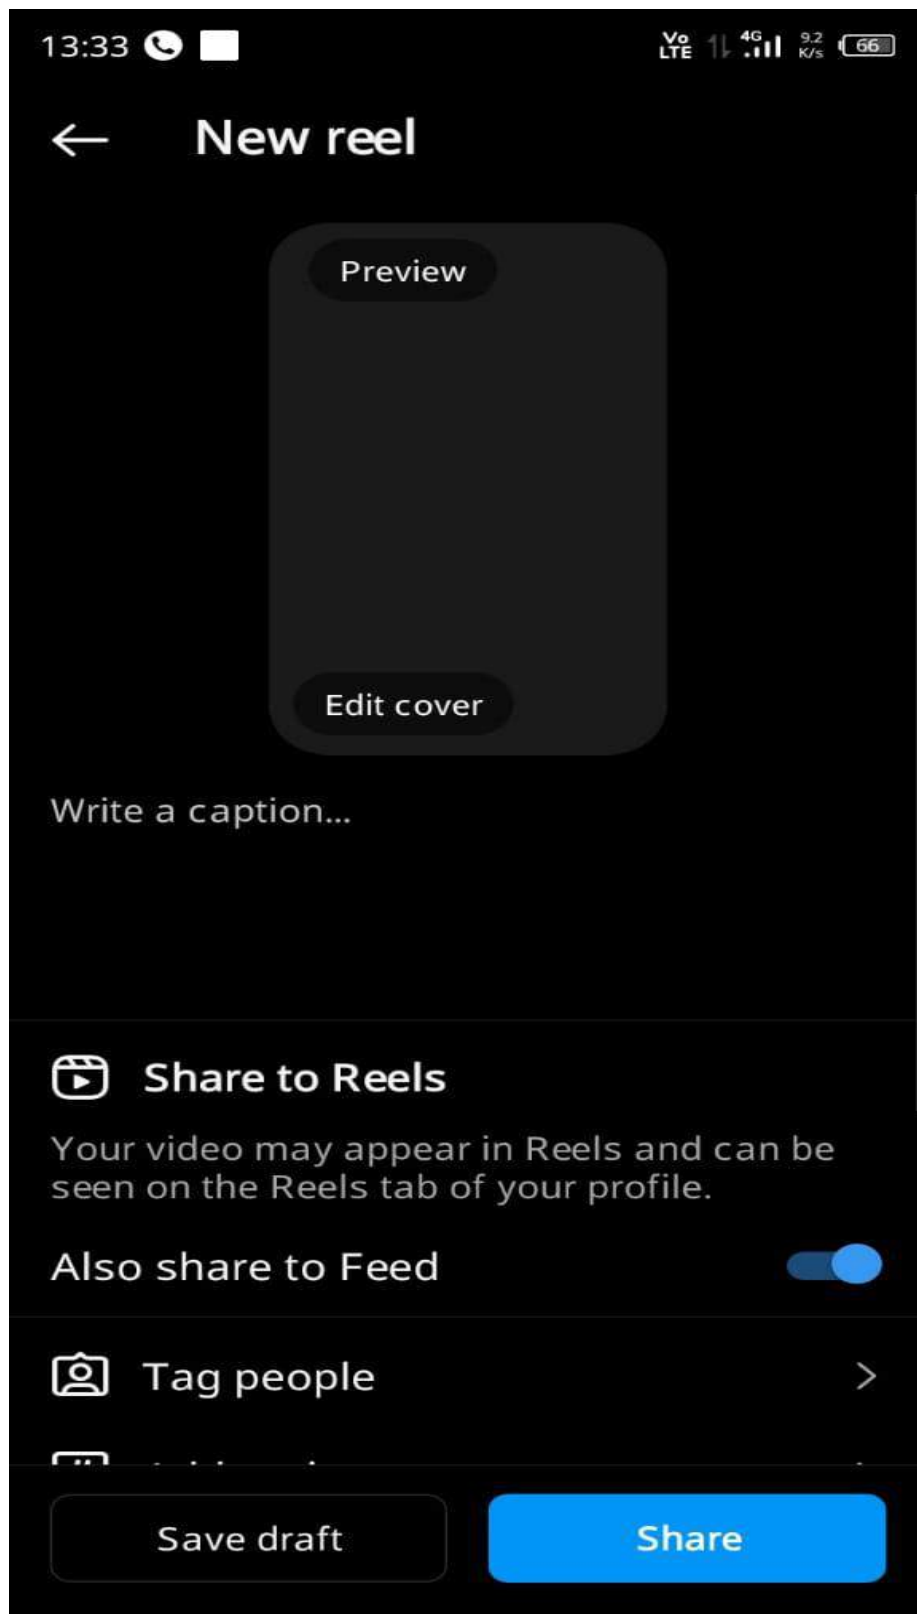 13:33
Vo
LTE
4G
9.2
K/s
66
New reel
Preview
Edit cover
Write a caption...
Share to Reels
Your video may appear in Reels and can be
seen on the Reels tab of your profile.
Also share to Feed
Tag people
Save draft
Share